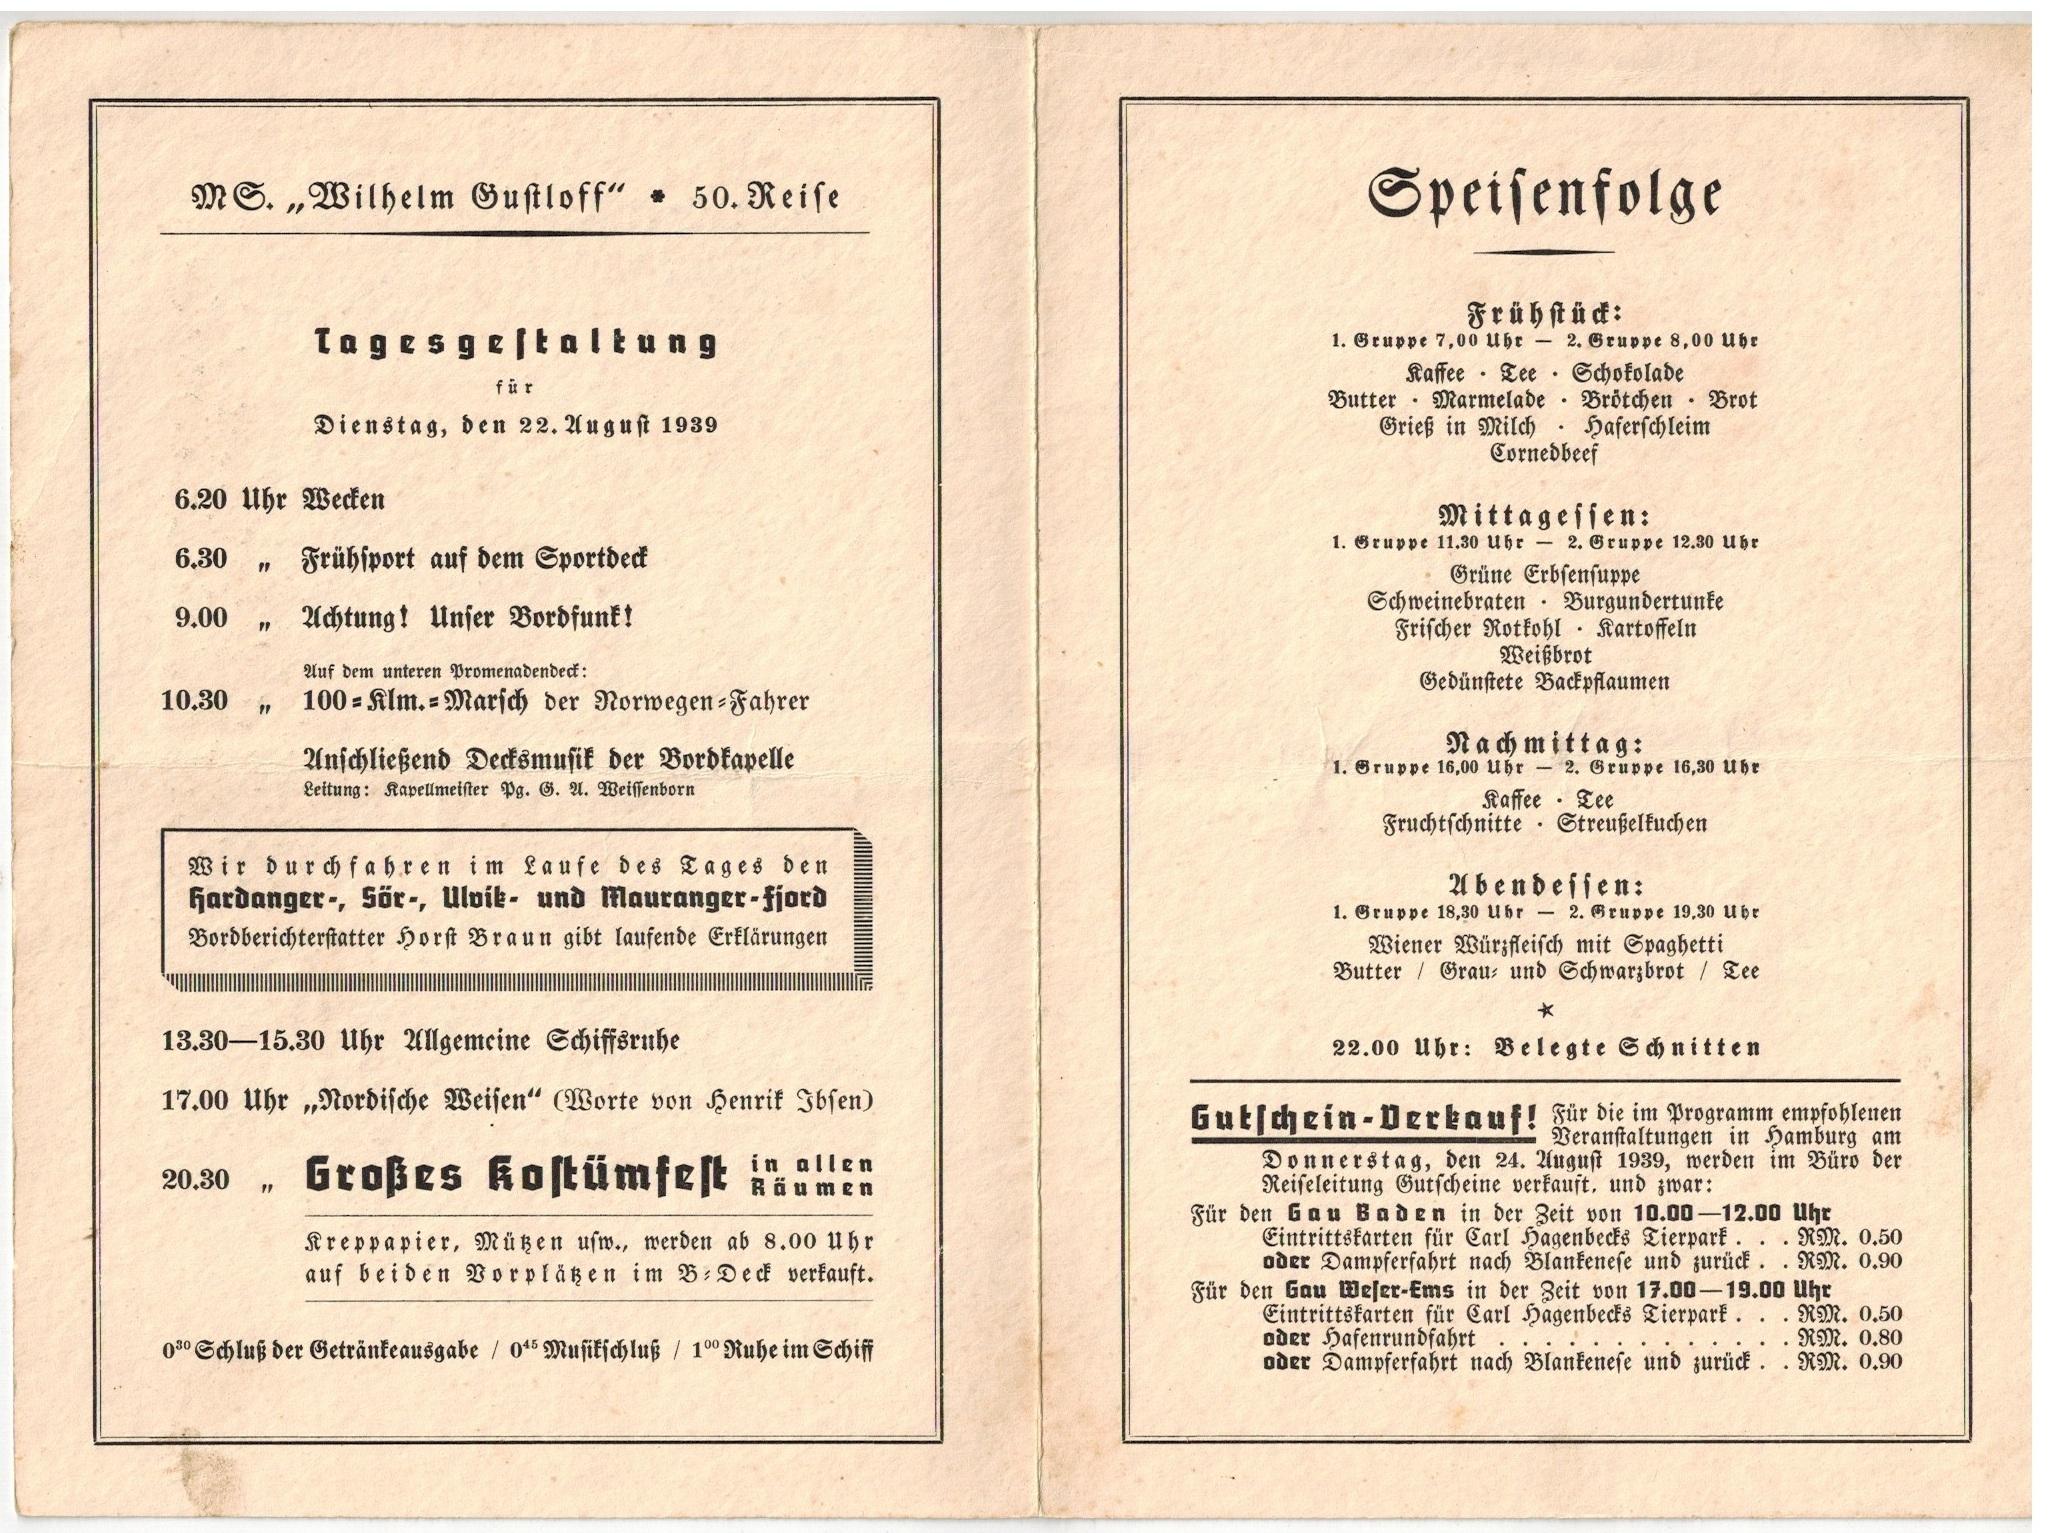 MS. „Wilhelm Gustloff“ * 50. Reise
Tagesgestaltung
für
Dienstag, den 22. August 1939
6.20 Uhr Wecken
6.30 „ Frühsport auf dem Sportdeck
9.00 „ Achtung! Unser Bordfunk!
Auf dem unteren Promenadendeck:
10.30 „ 100=Klm.=Marsch der Norwegen=Fahrer
Anschließend Decksmusik der Bordkapelle
Leitung: Kapellmeister Pg. G. A. Weissenborn
Wir durchfahren im Laufe des Tages den
Hardanger-, Sör-, Ulvik- und Mauranger-Fjord
Bordberichterstatter Horst Braun gibt laufende Erklärungen
13.30—15.30 Uhr Allgemeine Schiffsruhe
17.00 Uhr „Nordische Weisen“ (Worte von Henrik Ibsen)
20.30 „ Großes Kostümfest in allen Räumen
Kreppapier, Mützen usw., werden ab 8.00 Uhr
auf beiden Vorplätzen im B=Deck verkauft.
0³⁰ Schluß der Getränkeausgabe / 0⁴⁵ Musikschluß / 1⁰⁰ Ruhe im Schiff
Speisenfolge
Frühstück:
1. Gruppe 7,00 Uhr — 2. Gruppe 8,00 Uhr
Kaffee · Tee · Schokolade
Butter · Marmelade · Brötchen · Brot
Grieß in Milch · Haferschleim
Cornedbeef
Mittagessen:
1. Gruppe 11.30 Uhr — 2. Gruppe 12.30 Uhr
Grüne Erbsensuppe
Schweinebraten · Burgundertunke
Frischer Rotkohl · Kartoffeln
Weißbrot
Gedünstete Backpflaumen
Nachmittag:
1. Gruppe 16,00 Uhr — 2. Gruppe 16,30 Uhr
Kaffee · Tee
Fruchtschnitte · Streußelkuchen
Abendessen:
1. Gruppe 18,30 Uhr — 2. Gruppe 19,30 Uhr
Wiener Würzfleisch mit Spaghetti
Butter / Grau= und Schwarzbrot / Tee
*
22.00 Uhr: Belegte Schnitten
Gutschein-Verkauf! Für die im Programm empfohlenen
Veranstaltungen in Hamburg am
Donnerstag, den 24. August 1939, werden im Büro der
Reiseleitung Gutscheine verkauft. und zwar:
Für den Gau Baden in der Zeit von 10.00—12.00 Uhr
Eintrittskarten für Carl Hagenbecks Tierpark . . . RM. 0.50
oder Dampferfahrt nach Blankenese und zurück . . RM. 0.90
Für den Gau Weser-Ems in der Zeit von 17.00—19.00 Uhr
Eintrittskarten für Carl Hagenbecks Tierpark . . . RM. 0.50
oder Hafenrundfahrt . . . . . . . . . . . . . RM. 0.80
oder Dampferfahrt nach Blankenese und zurück . . RM. 0.90